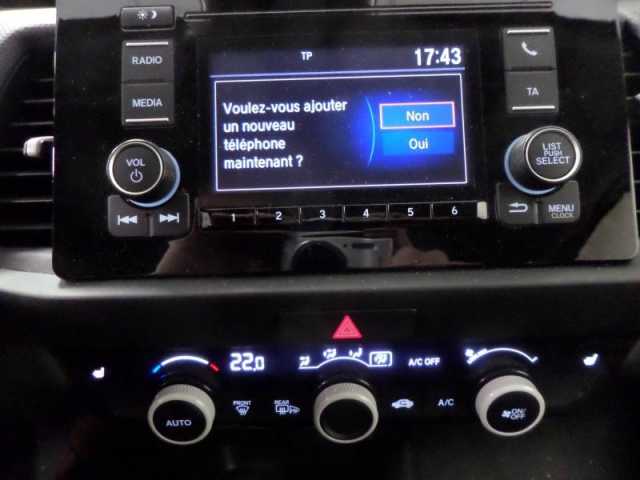 RADIO
MEDIA
VOL
TP
17:43
Voulez-vous ajouter
un nouveau
téléphone
maintenant ?
Non
Oui
TA
LIST
PUSH
SELECT
MENU
CLOCK
1 2 3 4 5 6
22.0
A/C OFF
AUTO
FRONT
REAR
A/C
ON/
OFF